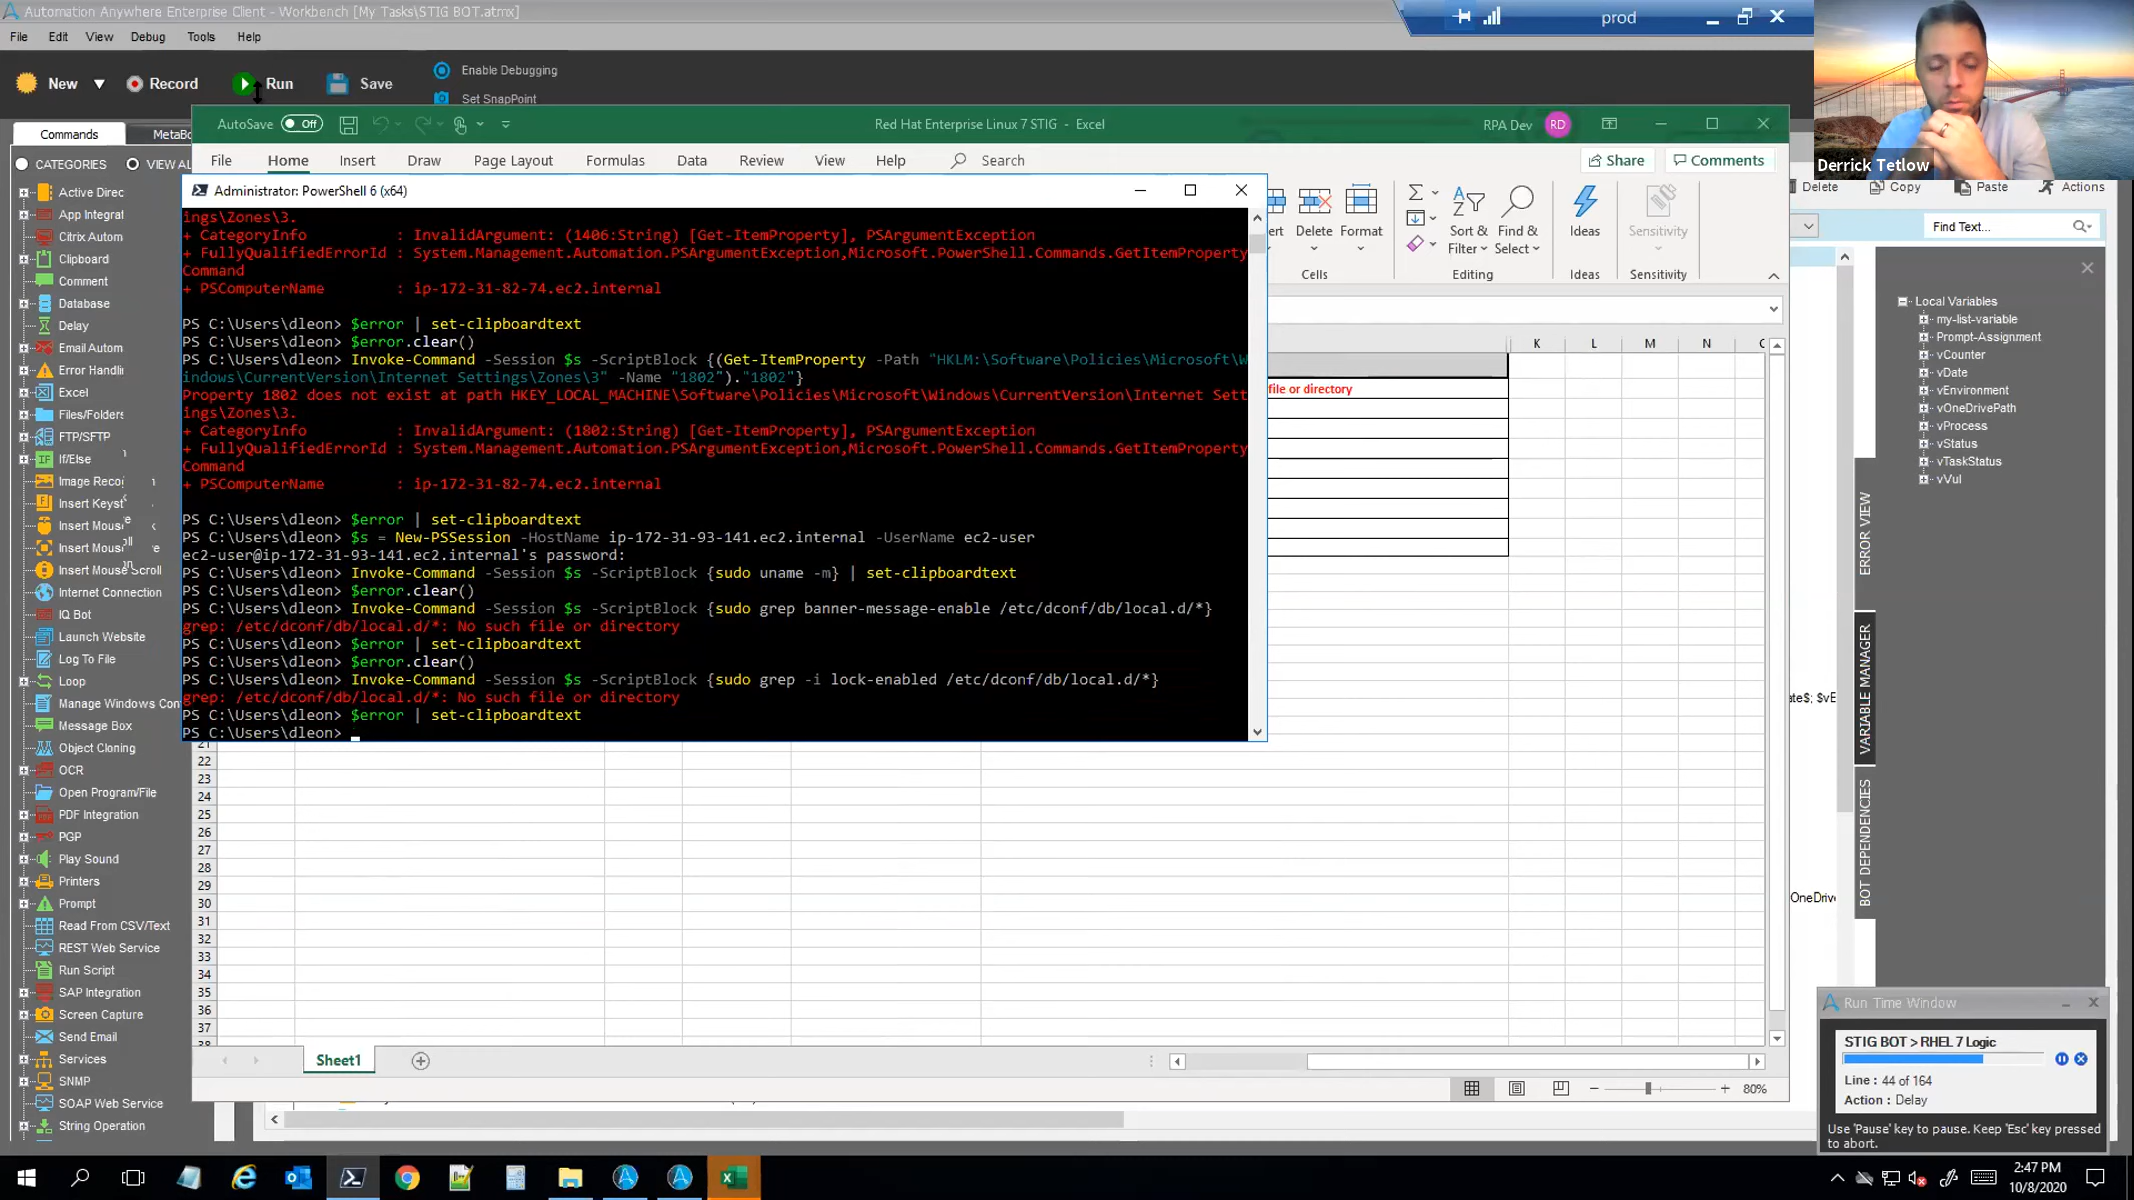 Automation Anywhere Enterprise Client - Workbench [My Tasks\STIG BOT.atmx]
prod
File Edit View Debug Tools Help
New Record Run Save
Enable Debugging
Set SnapPoint
Derrick Tetlow
AutoSave Off
Red Hat Enterprise Linux 7 STIG - Excel
RPA Dev RD
File Home Insert Draw Page Layout Formulas Data Review View Help Search
Share Comments
Delete Format
Sort & Filter
Find & Select
Ideas
Sensitivity
Cells
Editing
Ideas
Sensitivity
K L M N
file or directory
Administrator: PowerShell 6 (x64)
ings\Zones\3.
+ CategoryInfo : InvalidArgument: (1406:String) [Get-ItemProperty], PSArgumentException
+ FullyQualifiedErrorId : System.Management.Automation.PSArgumentException,Microsoft.PowerShell.Commands.GetItemProperty
Command
+ PSComputerName : ip-172-31-82-74.ec2.internal
PS C:\Users\dleon> $error | set-clipboardtext
PS C:\Users\dleon> $error.clear()
PS C:\Users\dleon> Invoke-Command -Session $s -ScriptBlock {(Get-ItemProperty -Path "HKLM:\Software\Policies\Microsoft\W
indows\CurrentVersion\Internet Settings\Zones\3" -Name "1802")."1802"}
Property 1802 does not exist at path HKEY_LOCAL_MACHINE\Software\Policies\Microsoft\Windows\CurrentVersion\Internet Sett
ings\Zones\3.
+ CategoryInfo : InvalidArgument: (1802:String) [Get-ItemProperty], PSArgumentException
+ FullyQualifiedErrorId : System.Management.Automation.PSArgumentException,Microsoft.PowerShell.Commands.GetItemProperty
Command
+ PSComputerName : ip-172-31-82-74.ec2.internal
PS C:\Users\dleon> $error | set-clipboardtext
PS C:\Users\dleon> $s = New-PSSession -HostName ip-172-31-93-141.ec2.internal -UserName ec2-user
ec2-user@ip-172-31-93-141.ec2.internal's password:
PS C:\Users\dleon> Invoke-Command -Session $s -ScriptBlock {sudo uname -m} | set-clipboardtext
PS C:\Users\dleon> $error.clear()
PS C:\Users\dleon> Invoke-Command -Session $s -ScriptBlock {sudo grep banner-message-enable /etc/dconf/db/local.d/*}
grep: /etc/dconf/db/local.d/*: No such file or directory
PS C:\Users\dleon> $error | set-clipboardtext
PS C:\Users\dleon> $error.clear()
PS C:\Users\dleon> Invoke-Command -Session $s -ScriptBlock {sudo grep -i lock-enabled /etc/dconf/db/local.d/*}
grep: /etc/dconf/db/local.d/*: No such file or directory
PS C:\Users\dleon> $error | set-clipboardtext
PS C:\Users\dleon>
22
23
24
25
26
27
28
29
30
31
32
33
34
35
36
37
Sheet1
80%
Commands
CATEGORIES
Clipboard
Comment
Database
Delay
Excel
FTP/SFTP
If/Else
Insert Mouse Scroll
Internet Connection
IQ Bot
Launch Website
Log To File
Loop
Manage Windows Con
Message Box
Object Cloning
OCR
Open Program/File
PDF Integration
PGP
Play Sound
Printers
Prompt
Read From CSV/Text
REST Web Service
Run Script
SAP Integration
Screen Capture
Send Email
Services
SNMP
SOAP Web Service
String Operation
Delete Copy Paste Actions
Find Text...
Local Variables
my-list-variable
Prompt-Assignment
vCounter
vDate
vEnvironment
vOneDrivePath
vProcess
vStatus
vTaskStatus
vVul
ERROR VIEW
VARIABLE MANAGER
BOT DEPENDENCIES
Run Time Window
STIG BOT > RHEL 7 Logic
Line : 44 of 164
Action : Delay
Use 'Pause' key to pause. Keep 'Esc' key pressed
to abort.
2:47 PM
10/8/2020